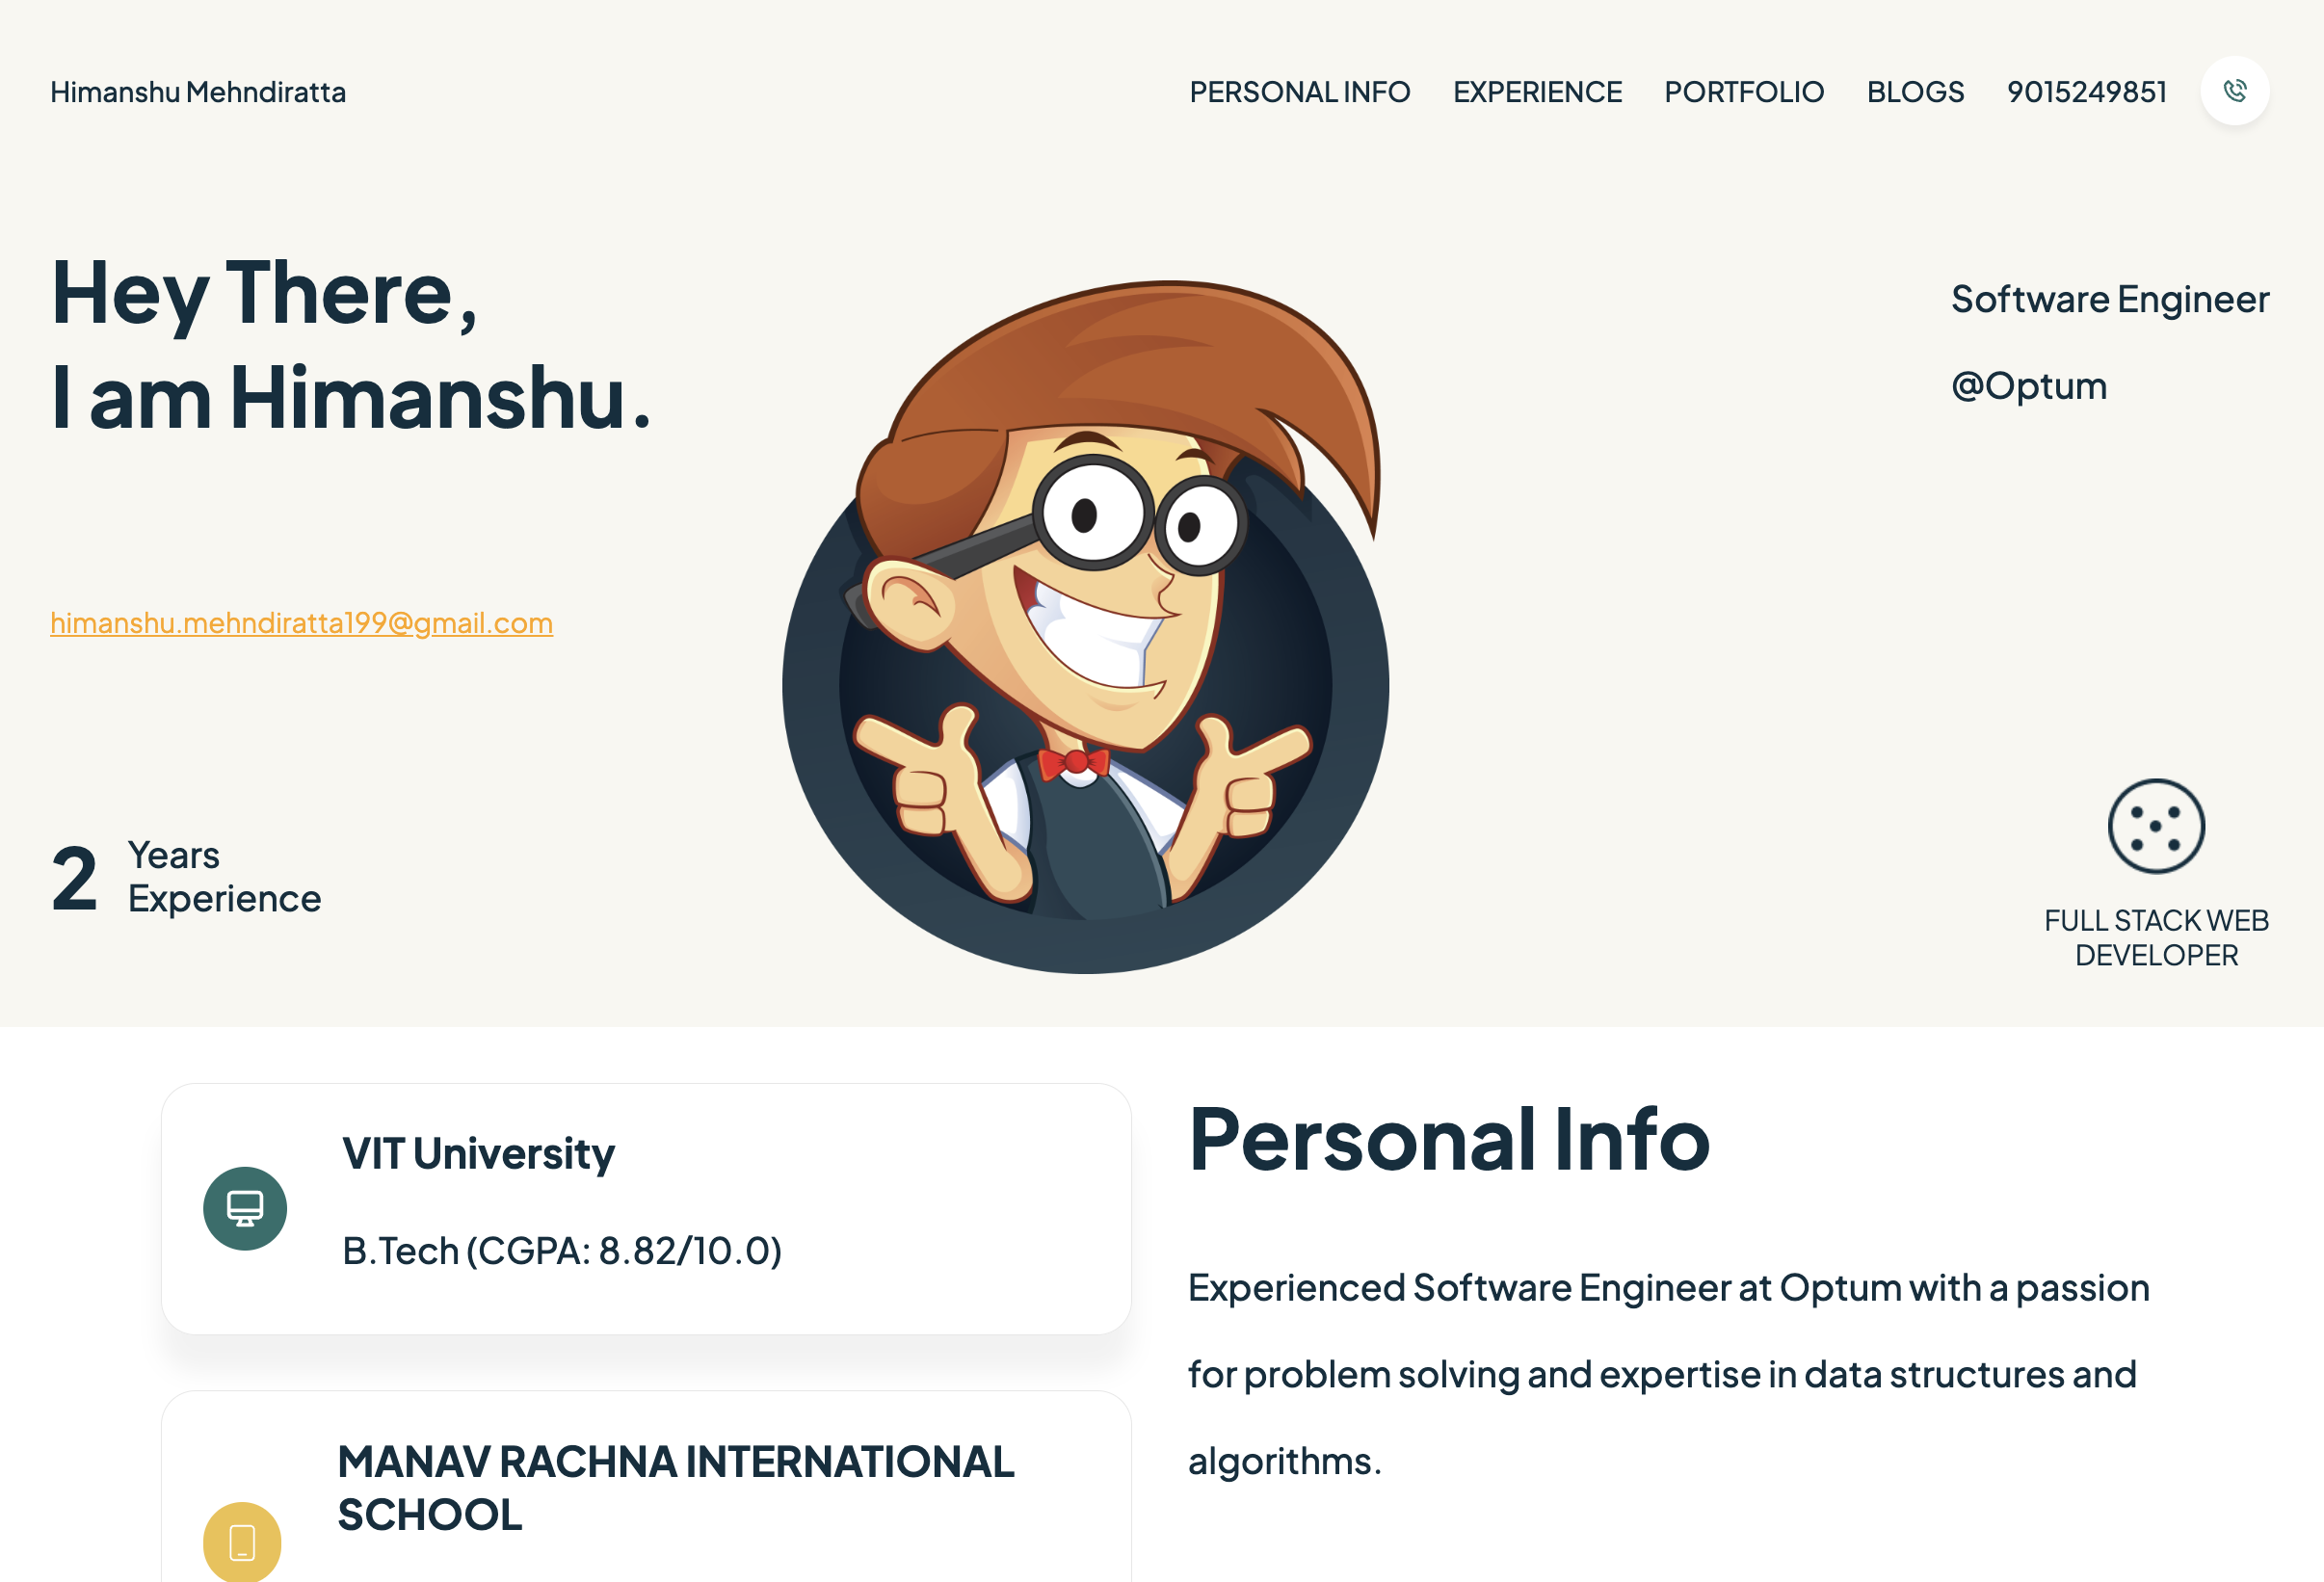 Himanshu Mehndiratta
PERSONAL INFO
EXPERIENCE
PORTFOLIO
BLOGS
9015249851
Hey There,
I am Himanshu.
Software Engineer
@Optum
himanshu.mehndiratta199@gmail.com
2
Years
Experience
FULL STACK WEB
DEVELOPER
VIT University
B.Tech (CGPA: 8.82/10.0)
MANAV RACHNA INTERNATIONAL
SCHOOL
Personal Info
Experienced Software Engineer at Optum with a passion
for problem solving and expertise in data structures and
algorithms.